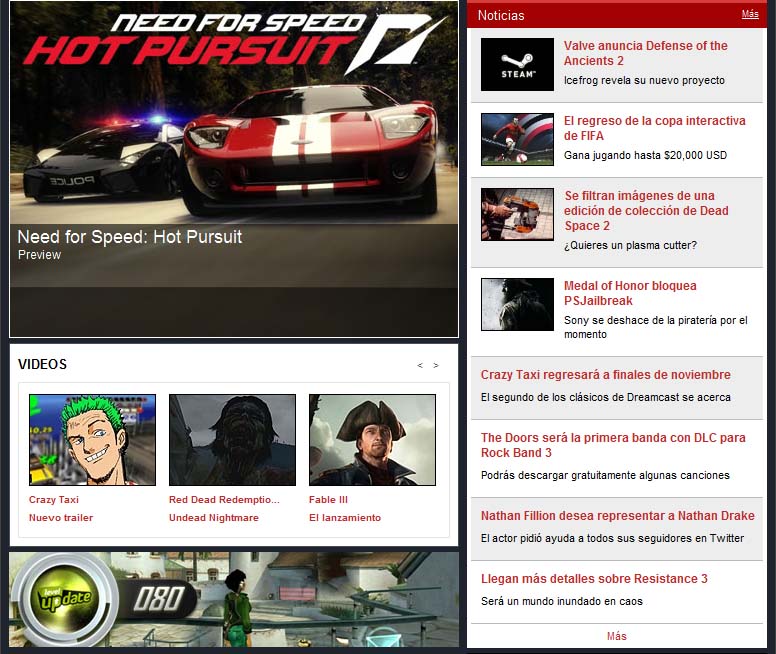 NEED FOR SPEED
HOT PURSUIT
POLICE
Need for Speed: Hot Pursuit
Preview
VIDEOS
< >
Crazy Taxi
Nuevo trailer
Red Dead Redemptio...
Undead Nightmare
Fable III
El lanzamiento
level
update
080
Noticias
Más
STEAM™
Valve anuncia Defense of the
Ancients 2
Icefrog revela su nuevo proyecto
El regreso de la copa interactiva
de FIFA
Gana jugando hasta $20,000 USD
Se filtran imágenes de una
edición de colección de Dead
Space 2
¿Quieres un plasma cutter?
Medal of Honor bloquea
PSJailbreak
Sony se deshace de la piratería por el
momento
Crazy Taxi regresará a finales de noviembre
El segundo de los clásicos de Dreamcast se acerca
The Doors será la primera banda con DLC para
Rock Band 3
Podrás descargar gratuitamente algunas canciones
Nathan Fillion desea representar a Nathan Drake
El actor pidió ayuda a todos sus seguidores en Twitter
Llegan más detalles sobre Resistance 3
Será un mundo inundado en caos
Más